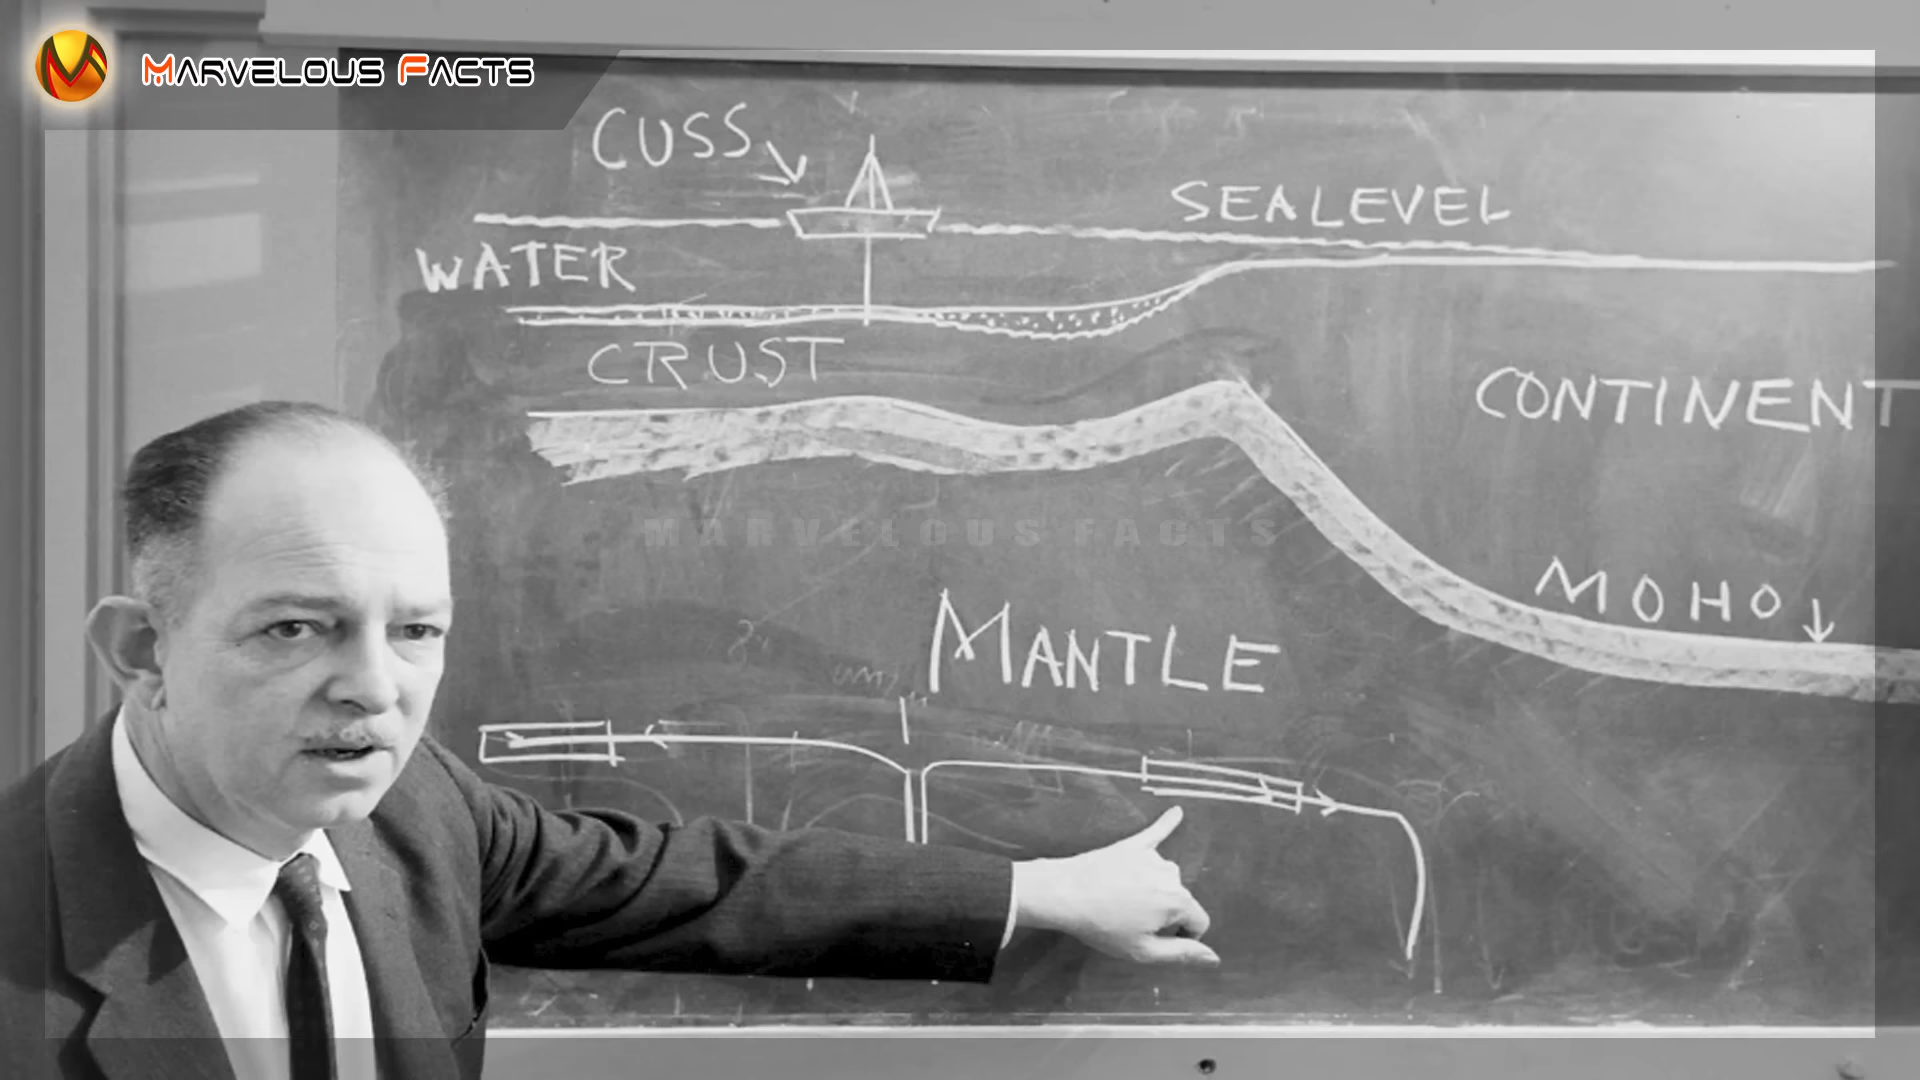 MARVELOUS FACTS
CUSS
SEALEVEL
WATER
CRUST
CONTINENT
MARVELOUS FACTS
MOHO
MANTLE